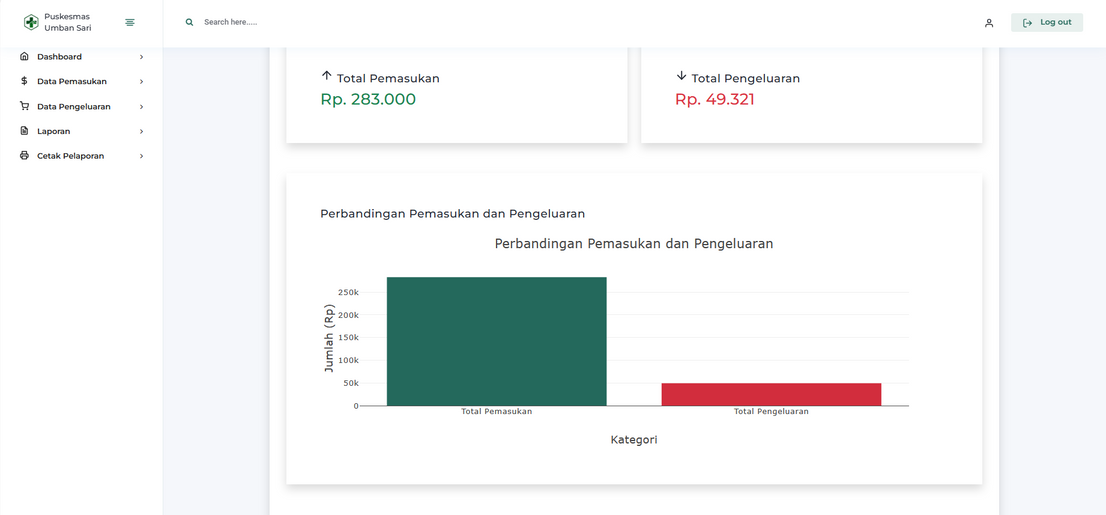 Puskesmas
Umban Sari
Search here.....
Log out
Dashboard
Data Pemasukan
Data Pengeluaran
Laporan
Cetak Pelaporan
Total Pemasukan
Rp. 283.000
Total Pengeluaran
Rp. 49.321
Perbandingan Pemasukan dan Pengeluaran
Perbandingan Pemasukan dan Pengeluaran
Jumlah (Rp)
250k
200k
150k
100k
50k
0
Total Pemasukan
Total Pengeluaran
Kategori